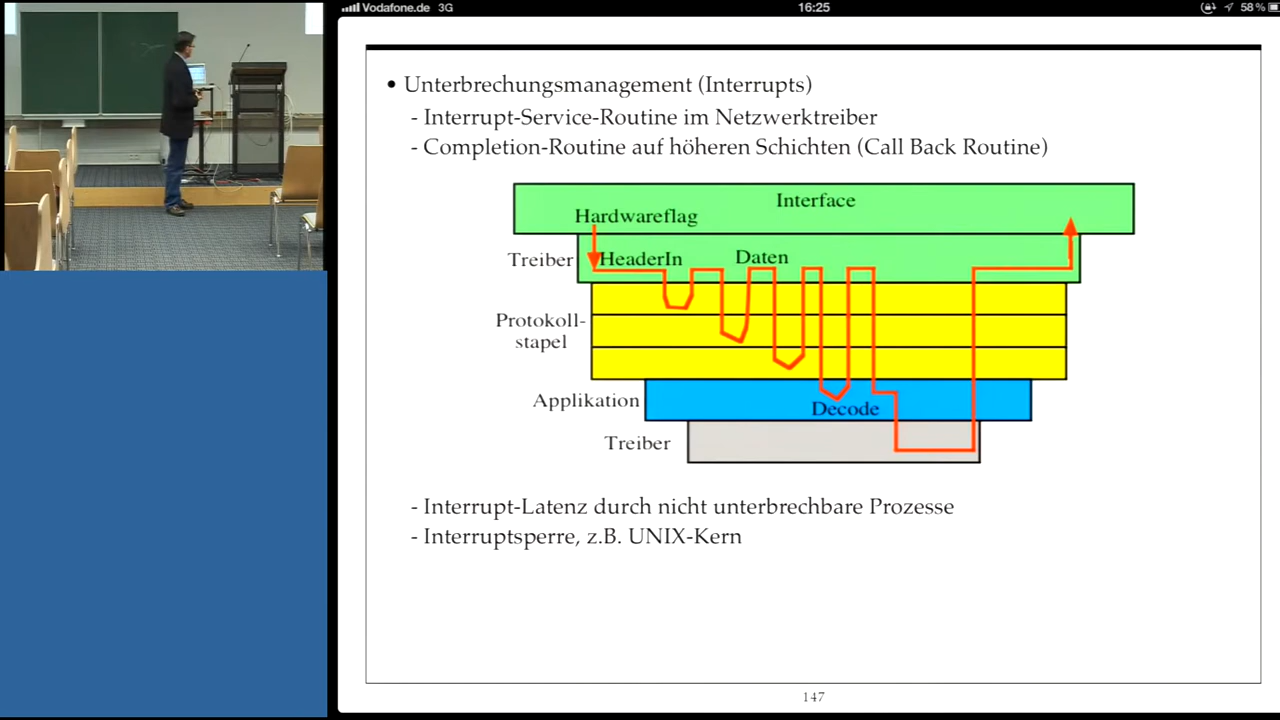 Vodafone.de 3G 16:25 58 %
• Unterbrechungsmanagement (Interrupts)
- Interrupt-Service-Routine im Netzwerktreiber
- Completion-Routine auf höheren Schichten (Call Back Routine)
Interface
Hardwareflag
Treiber HeaderIn Daten
Protokoll-
stapel
Applikation Decode
Treiber
- Interrupt-Latenz durch nicht unterbrechbare Prozesse
- Interruptsperre, z.B. UNIX-Kern
147